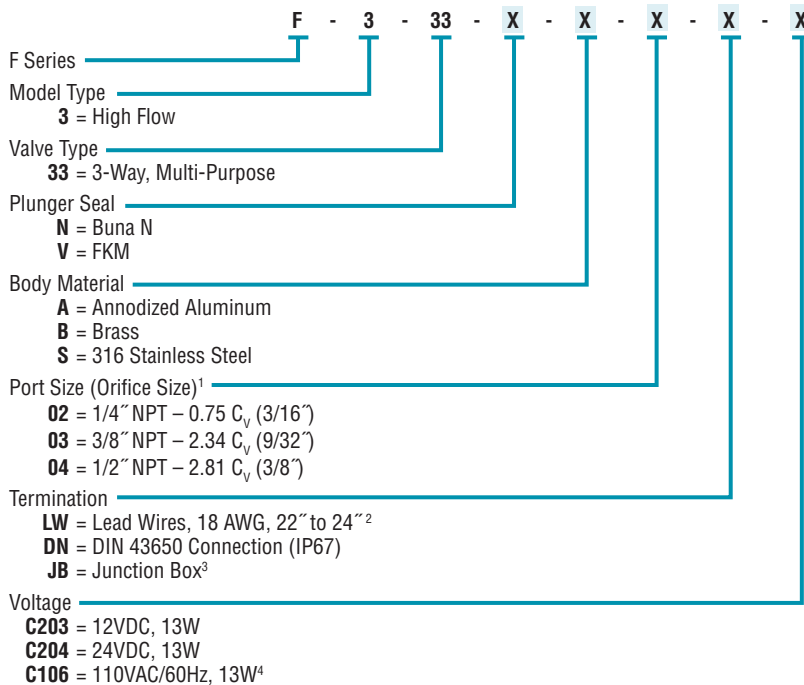 F - 3 - 33 - X - X - X - X - X
F Series
Model Type
3 = High Flow
Valve Type
33 = 3-Way, Multi-Purpose
Plunger Seal
N = Buna N
V = FKM
Body Material
A = Annodized Aluminum
B = Brass
S = 316 Stainless Steel
Port Size (Orifice Size)¹
02 = 1/4˝ NPT – 0.75 Cᵥ (3/16˝)
03 = 3/8˝ NPT – 2.34 Cᵥ (9/32˝)
04 = 1/2˝ NPT – 2.81 Cᵥ (3/8˝)
Termination
LW = Lead Wires, 18 AWG, 22˝ to 24˝ ²
DN = DIN 43650 Connection (IP67)
JB = Junction Box³
Voltage
C203 = 12VDC, 13W
C204 = 24VDC, 13W
C106 = 110VAC/60Hz, 13W⁴